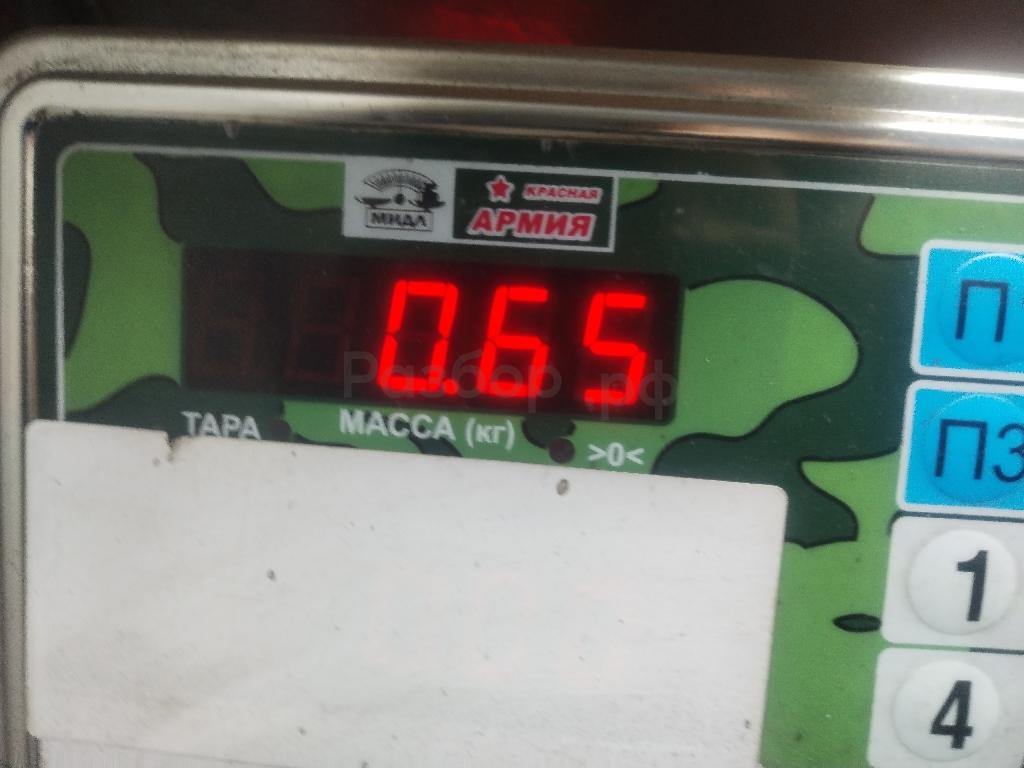 МИДЛ
КРАСНАЯ
АРМИЯ
0.65
Разбор.рф
ТАРА
МАССА (кг)
>0<
П
ПЗ
1
4